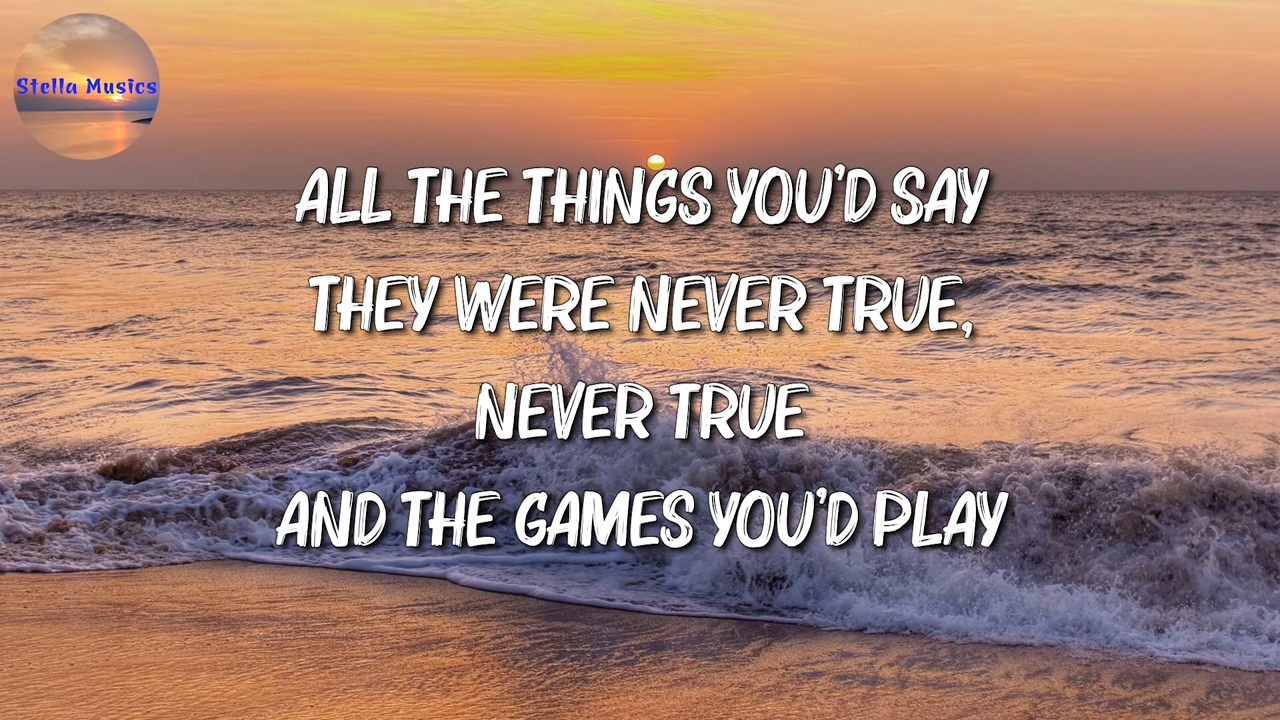 Stella Musics
ALL THE THINGS YOU'D SAY
THEY WERE NEVER TRUE,
NEVER TRUE
AND THE GAMES YOU'D PLAY